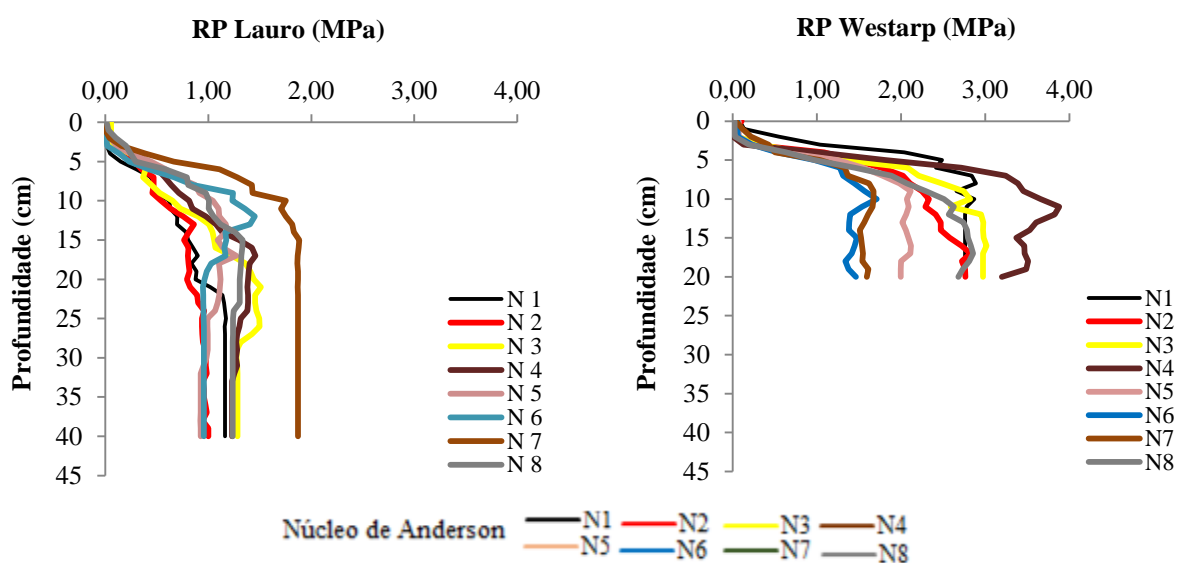 RP Lauro (MPa)
0,00 1,00 2,00 3,00 4,00
Profundidade (cm)
0
5
10
15
20
25
30
35
40
45
N 1
N 2
N 3
N 4
N 5
N 6
N 7
N 8
RP Westarp (MPa)
0,00 1,00 2,00 3,00 4,00
Profundidade (cm)
0
5
10
15
20
25
30
35
40
45
N1
N2
N3
N4
N5
N6
N7
N8
Núcleo de Anderson N1 N2 N3 N4
N5 N6 N7 N8